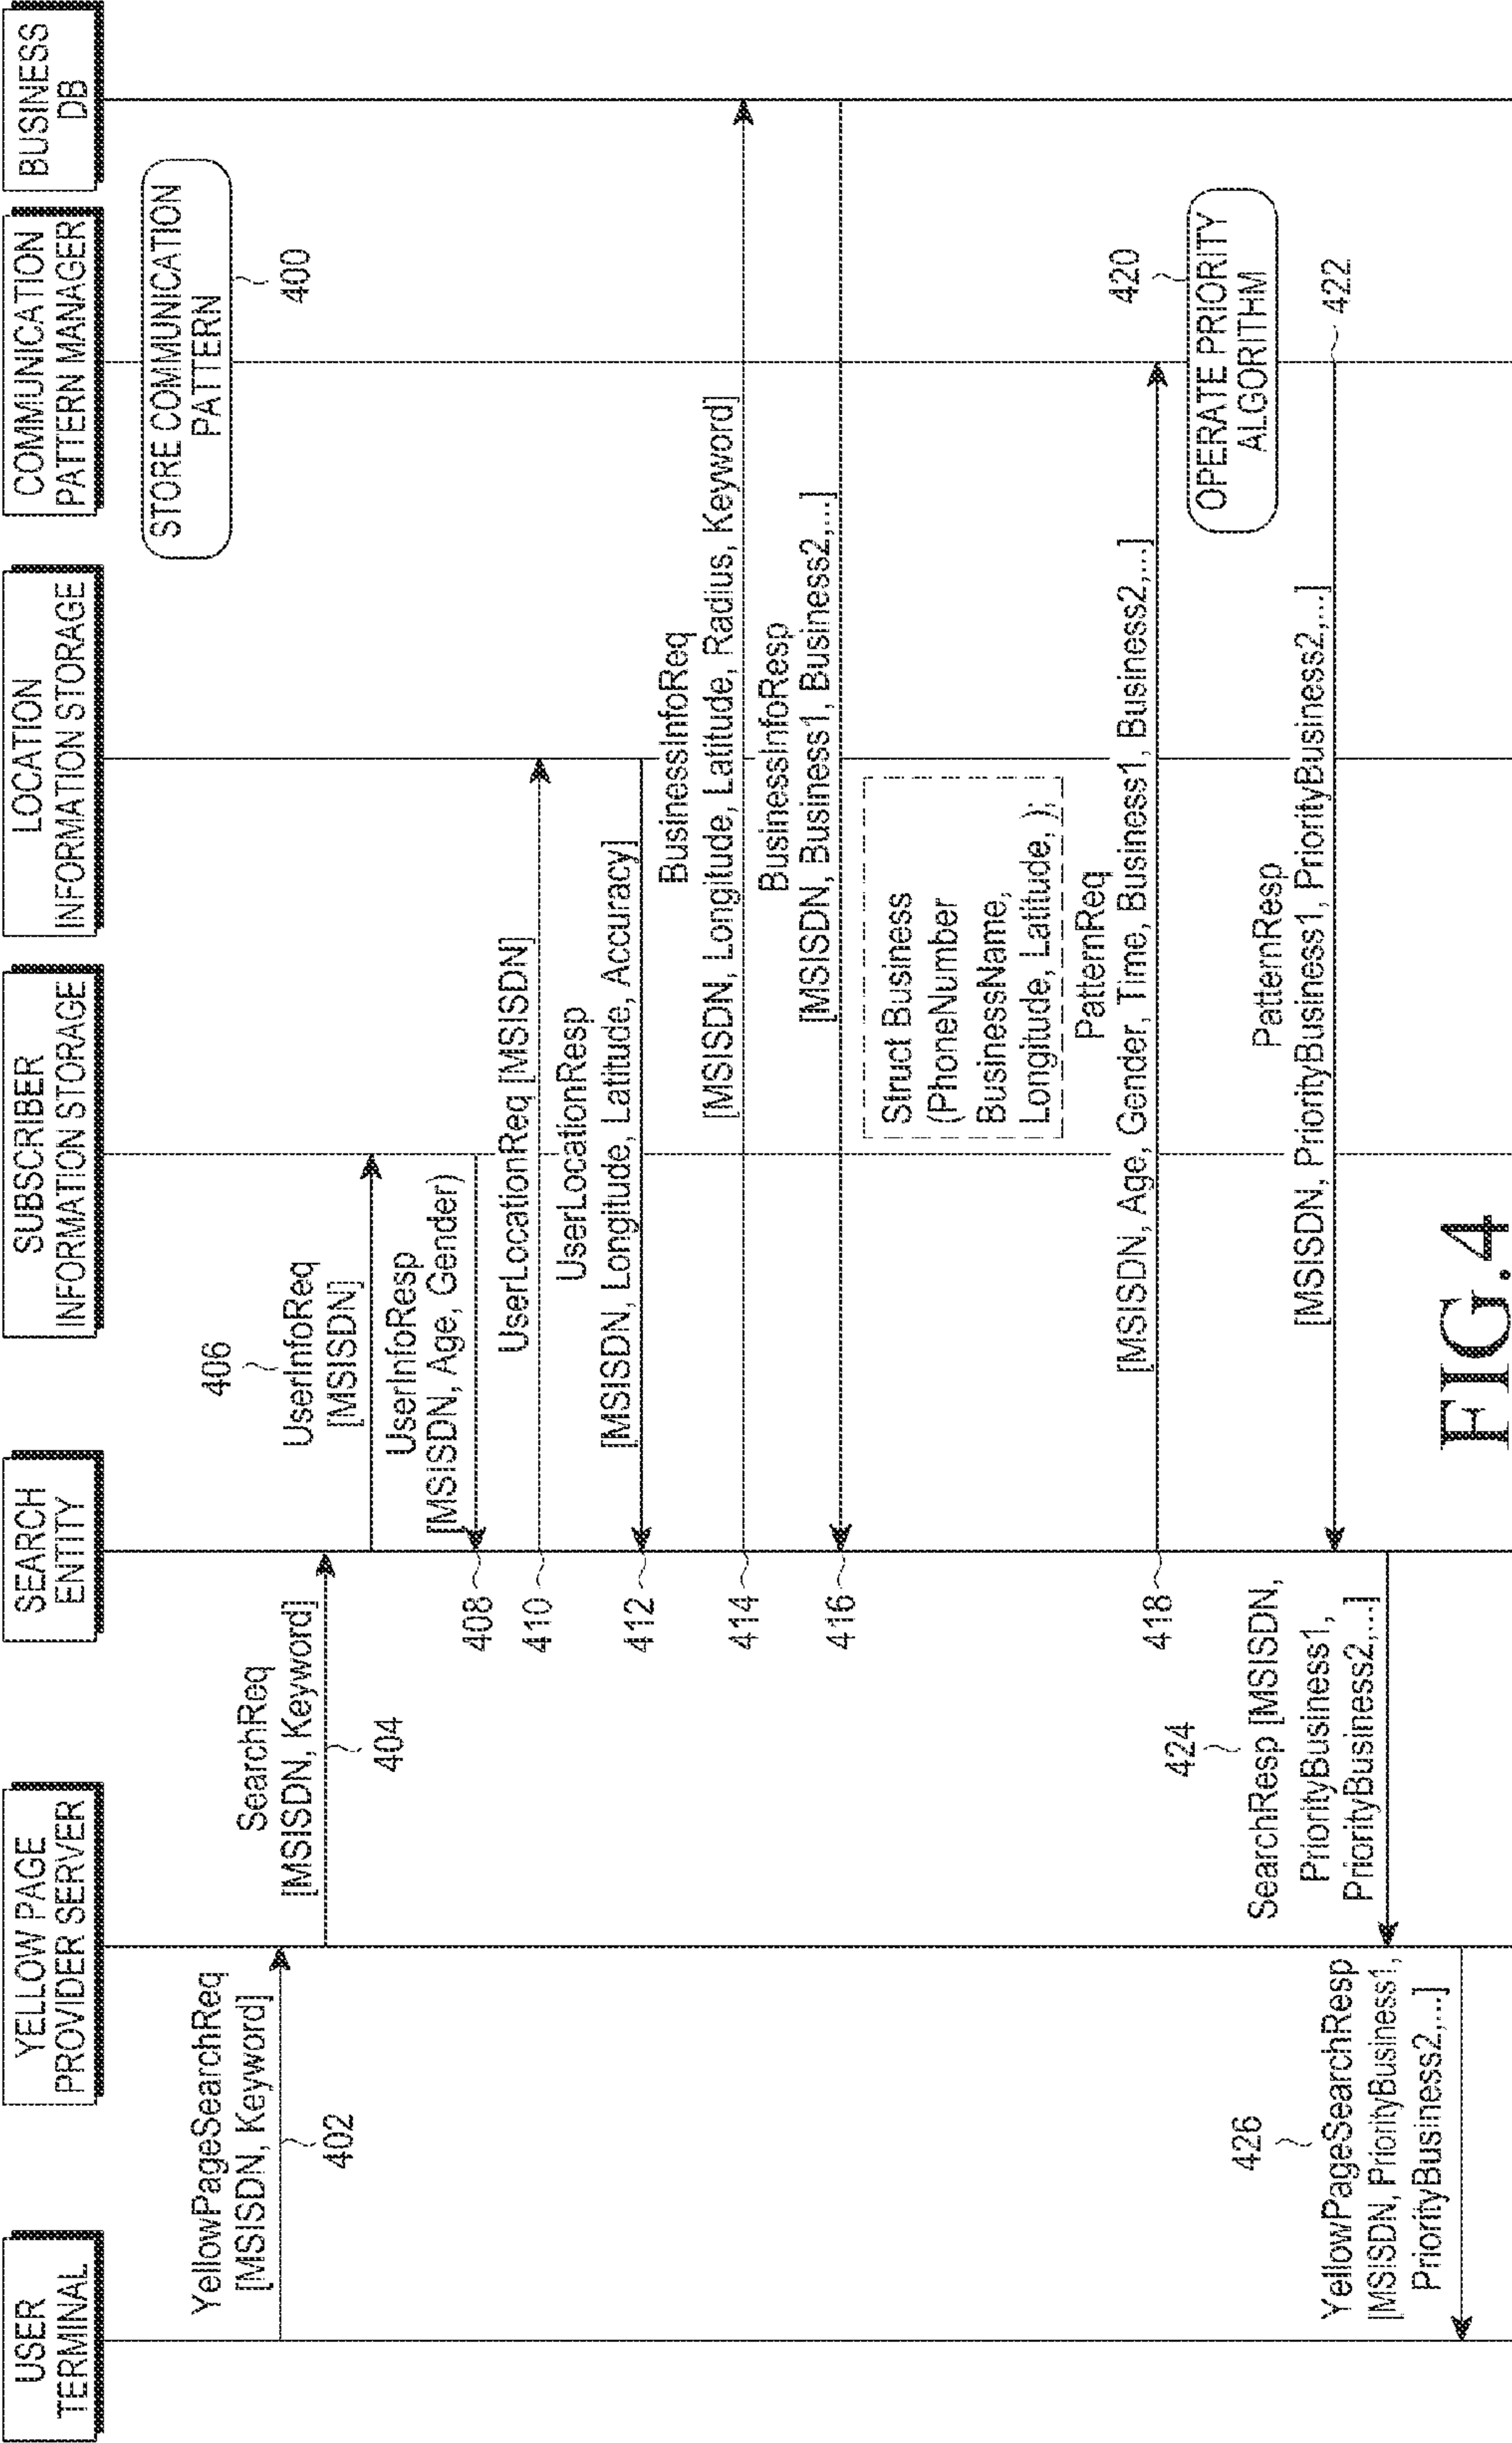 USER
TERMINAL
YELLOW PAGE
PROVIDER SERVER
SEARCH
ENTITY
SUBSCRIBER
INFORMATION STORAGE
LOCATION
INFORMATION STORAGE
COMMUNICATION
PATTERN MANAGER
BUSINESS
DB
STORE COMMUNICATION
PATTERN
400
YellowPageSearchReq
[MSISDN, Keyword]
402
SearchReq
[MSISDN, Keyword]
404
406
UserInfoReq
[MSISDN]
UserInfoResp
[MSISDN, Age, Gender)
408
UserLocationReq [MSISDN]
410
UserLocationResp
[MSISDN, Longitude, Latitude, Accuracy]
412
BusinessInfoReq
[MSISDN, Longitude, Latitude, Radius, Keyword]
414
BusinessInfoResp
[MSISDN, Business1, Business2,...]
416
Struct Business
(PhoneNumber
BusinessName,
Longitude, Latitude, );
PatternReq
[MSISDN, Age, Gender, Time, Business1, Business2,...]
418
420
OPERATE PRIORITY
ALGORITHM
422
PatternResp
[MSISDN, PriorityBusiness1, PriorityBusiness2,...]
424
SearchResp [MSISDN,
PriorityBusiness1,
PriorityBusiness2,...]
426
YellowPageSearchResp
[MSISDN, PriorityBusiness1,
PriorityBusiness2,...]
FIG.4